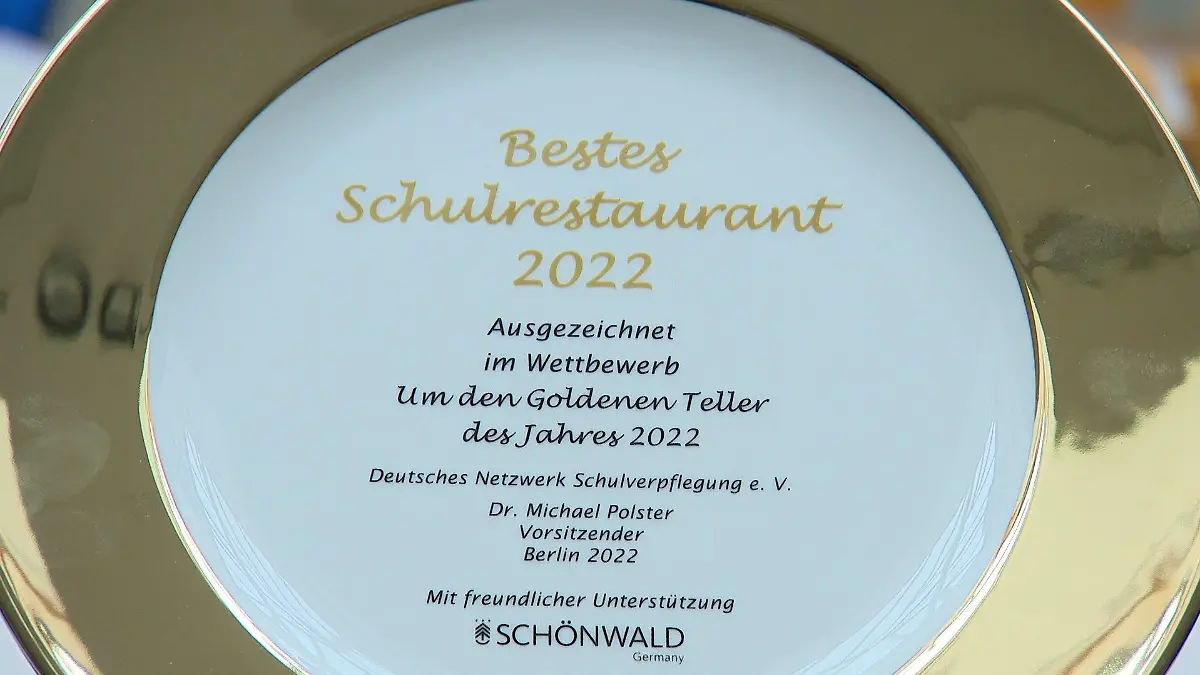 Bestes
Schulrestaurant
2022
Ausgezeichnet
im Wettbewerb
Um den Goldenen Teller
des Jahres 2022
Deutsches Netzwerk Schulverpflegung e. V.
Dr. Michael Polster
Vorsitzender
Berlin 2022
Mit freundlicher Unterstützung
SCHÖNWALD
Germany